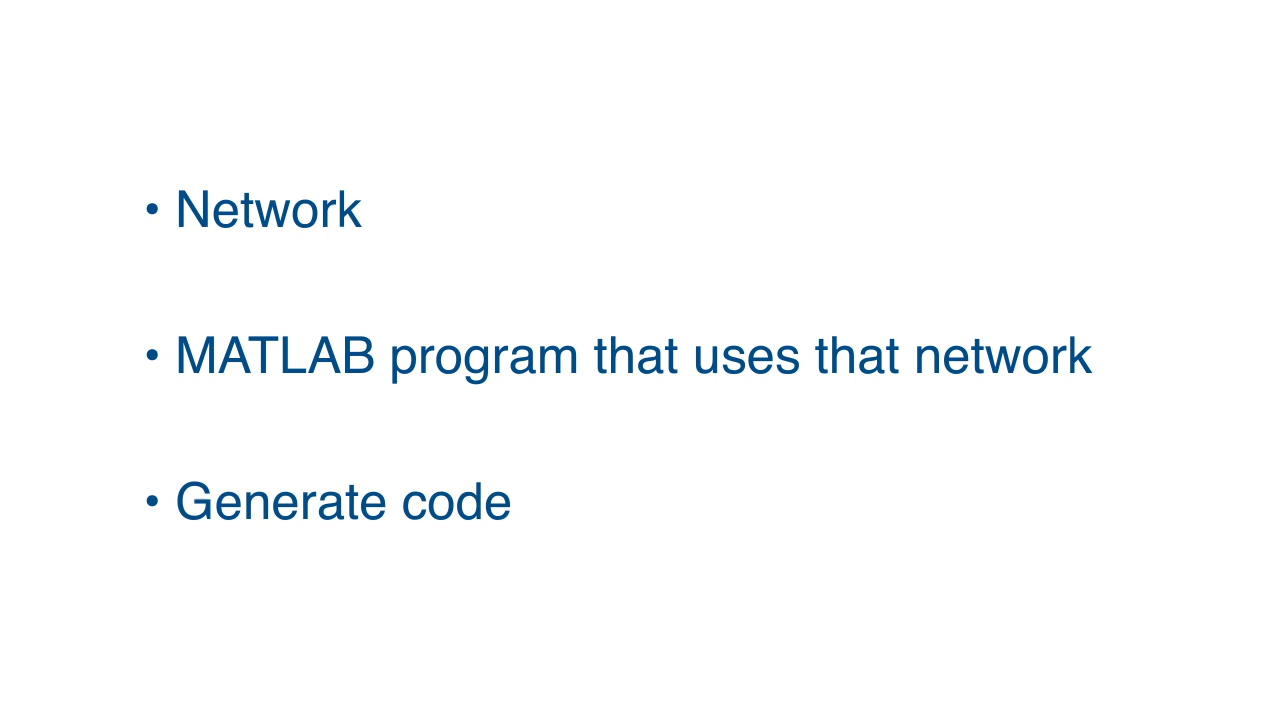 • Network
• MATLAB program that uses that network
• Generate code